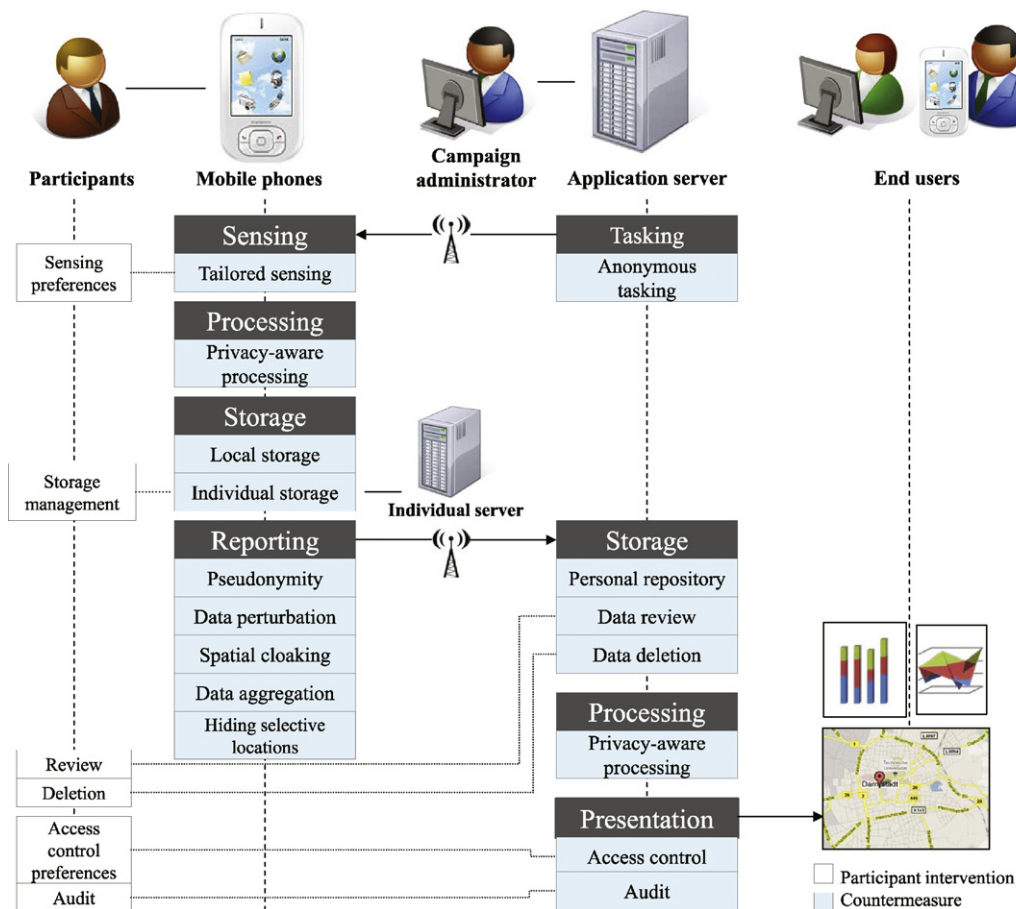 Participants
Mobile phones
Campaign
administrator
Application server
End users
Sensing
Tailored sensing
Sensing
preferences
Tasking
Anonymous
tasking
Processing
Privacy-aware
processing
Storage
Local storage
Individual storage
Storage
management
Individual server
Reporting
Pseudonymity
Data perturbation
Spatial cloaking
Data aggregation
Hiding selective
locations
Storage
Personal repository
Data review
Data deletion
Processing
Privacy-aware
processing
Review
Deletion
Access
control
preferences
Audit
Presentation
Access control
Audit
Darmstadt
Participant intervention
Countermeasure